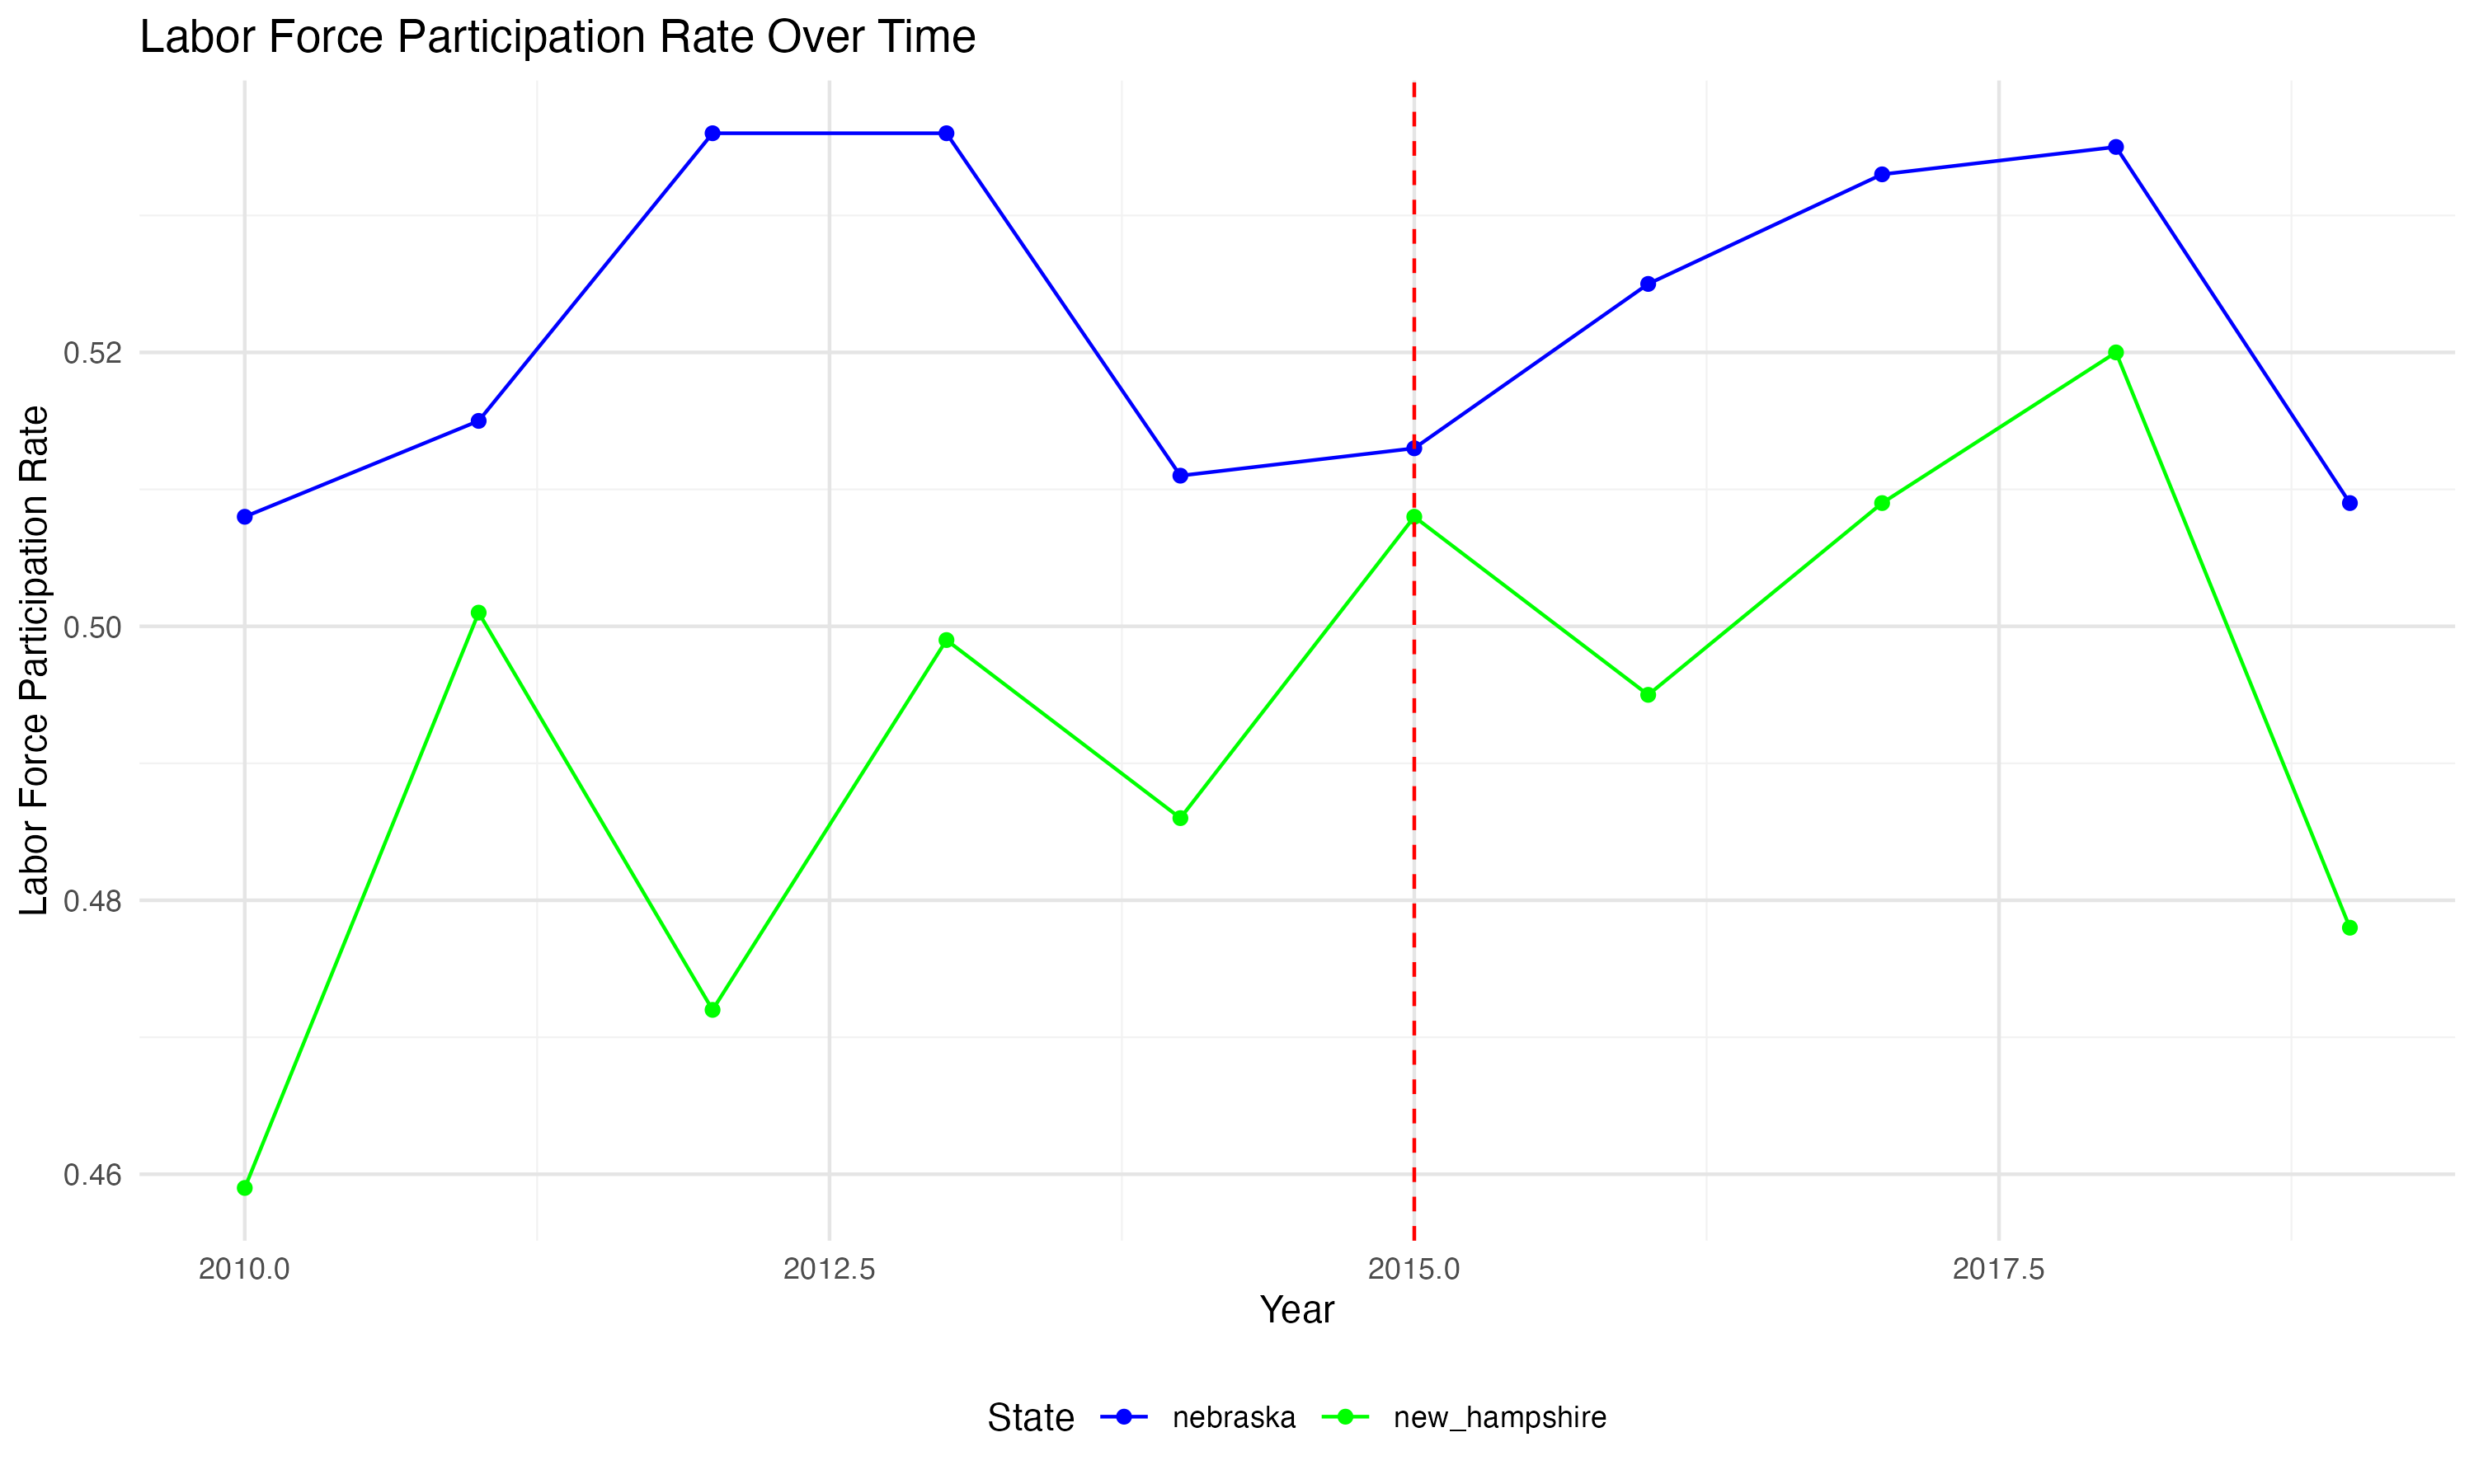 Labor Force Participation Rate Over Time
Labor Force Participation Rate
0.52
0.50
0.48
0.46
2010.0 2012.5 2015.0 2017.5
Year
State nebraska new_hampshire